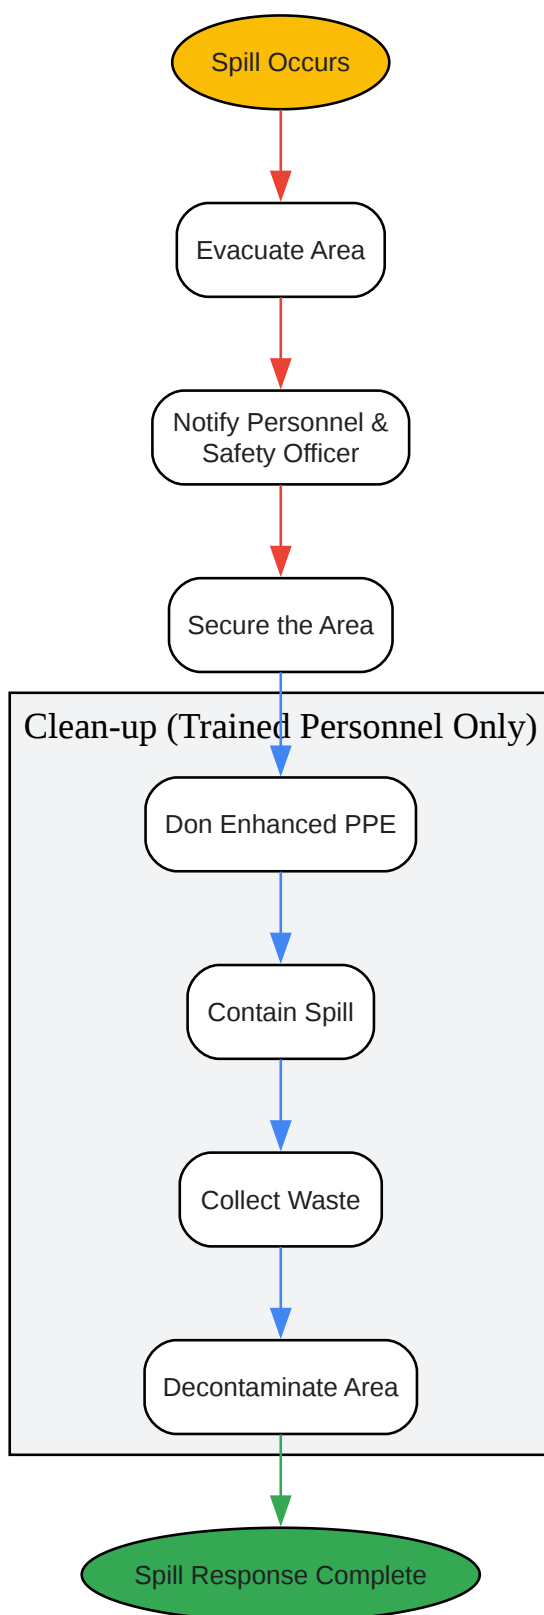 Spill Occurs
Evacuate Area
Notify Personnel &
Safety Officer
Secure the Area
Clean-up (Trained Personnel Only)
Don Enhanced PPE
Contain Spill
Collect Waste
Decontaminate Area
Spill Response Complete